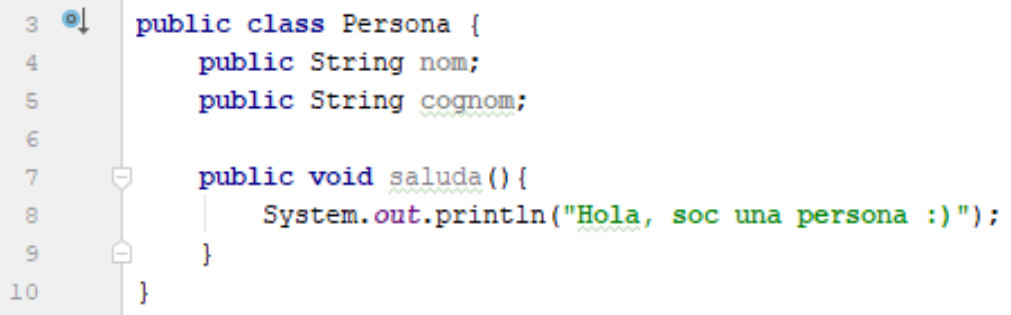 3 public class Persona {
4 public String nom;
5 public String cognom;
6
7 public void saluda(){
8 System.out.println("Hola, soc una persona :)");
9 }
10 }